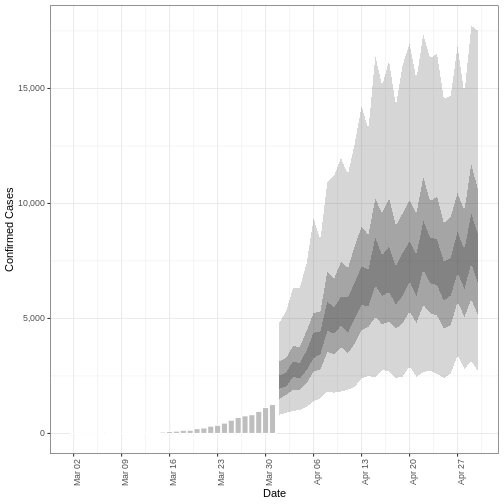 Confirmed Cases
15,000
10,000
5,000
0
Mar 02
Mar 09
Mar 16
Mar 23
Mar 30
Apr 06
Apr 13
Apr 20
Apr 27
Date